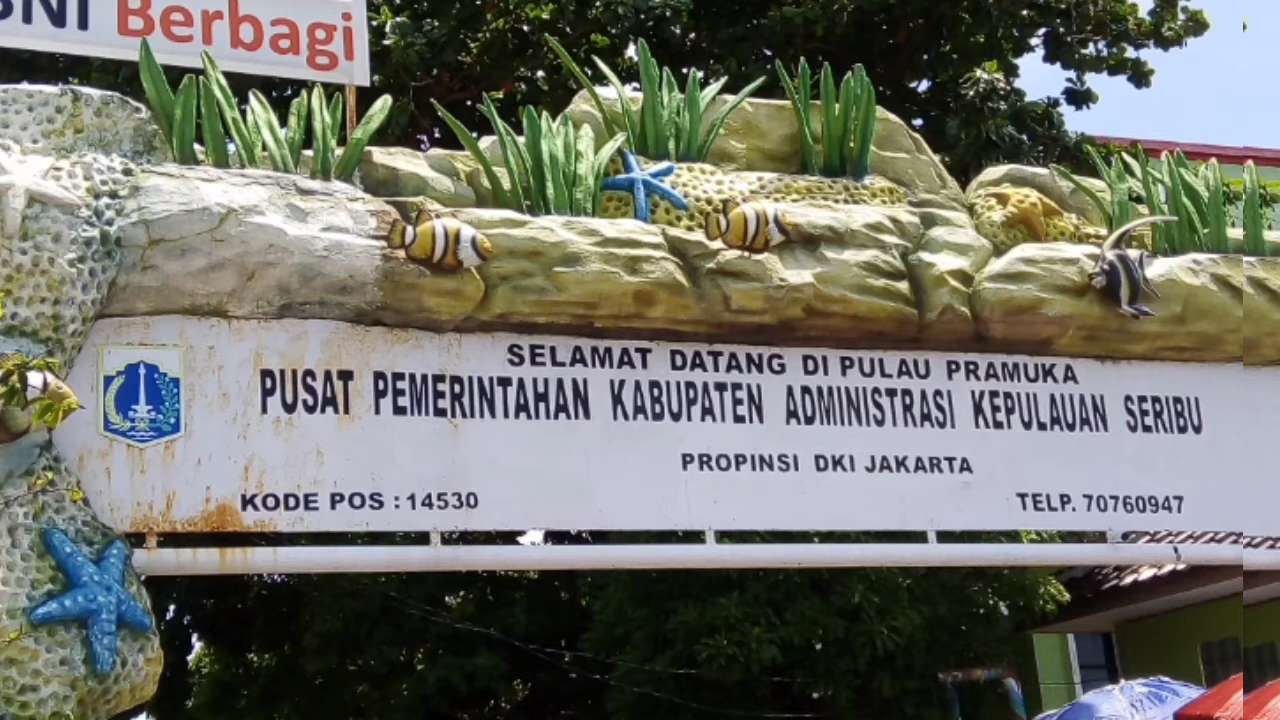 BNI Berbagi
SELAMAT DATANG DI PULAU PRAMUKA
PUSAT PEMERINTAHAN KABUPATEN ADMINISTRASI KEPULAUAN SERIBU
PROPINSI DKI JAKARTA
KODE POS : 14530
TELP. 70760947